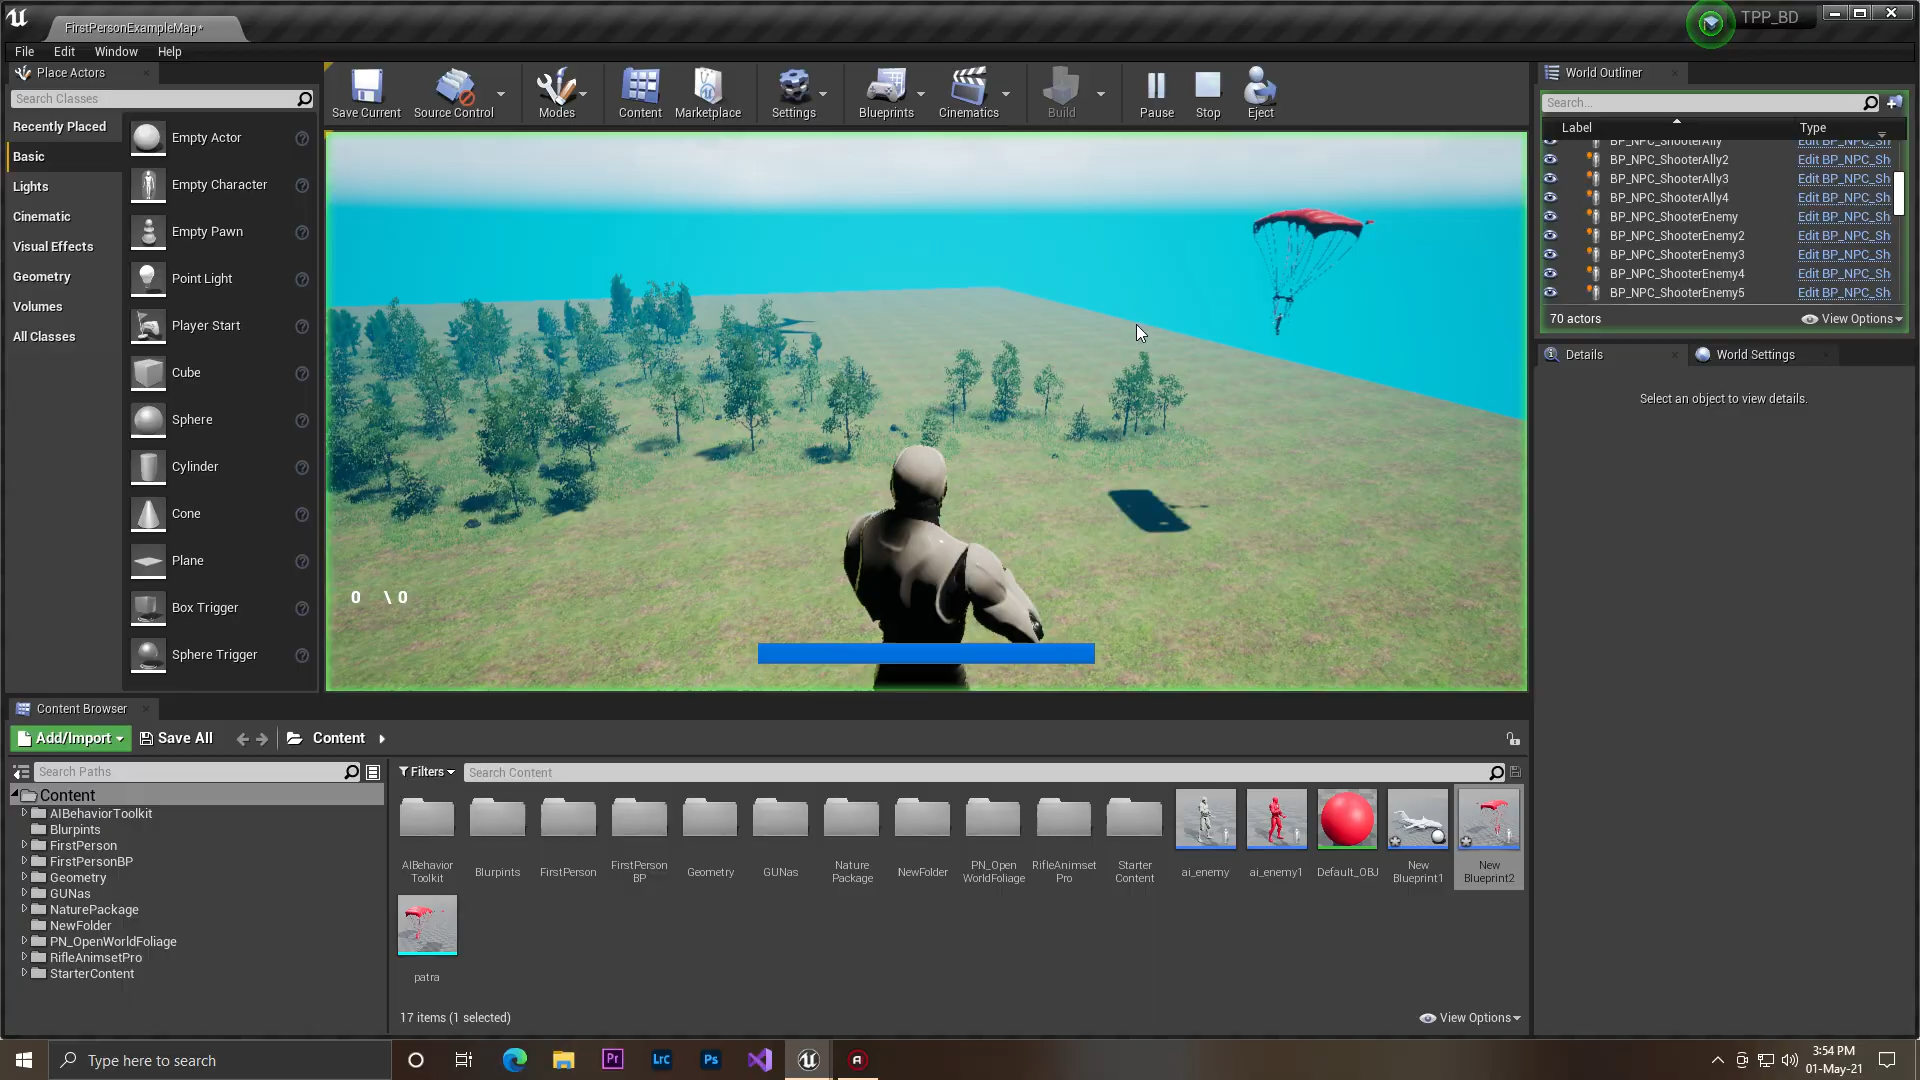 FirstPersonExampleMap*
TPP_BD
File Edit Window Help
Place Actors
Search Classes
Recently Placed
Basic
Lights
Cinematic
Visual Effects
Geometry
Volumes
All Classes
Empty Actor
Empty Character
Empty Pawn
Point Light
Player Start
Cube
Sphere
Cylinder
Cone
Plane
Box Trigger
Sphere Trigger
Save Current Source Control Modes Content Marketplace Settings Blueprints Cinematics Build Pause Stop Eject
0 \ 0
World Outliner
Search...
Label Type
BP_NPC_ShooterAlly Edit BP_NPC_Sh
BP_NPC_ShooterAlly2 Edit BP_NPC_Sh
BP_NPC_ShooterAlly3 Edit BP_NPC_Sh
BP_NPC_ShooterAlly4 Edit BP_NPC_Sh
BP_NPC_ShooterEnemy Edit BP_NPC_Sh
BP_NPC_ShooterEnemy2 Edit BP_NPC_Sh
BP_NPC_ShooterEnemy3 Edit BP_NPC_Sh
BP_NPC_ShooterEnemy4 Edit BP_NPC_Sh
BP_NPC_ShooterEnemy5 Edit BP_NPC_Sh
70 actors View Options
Details World Settings
Select an object to view details.
Content Browser
Add/Import Save All Content
Search Paths
Content
AIBehaviorToolkit
Blurpints
FirstPerson
FirstPersonBP
Geometry
GUNas
NaturePackage
NewFolder
PN_OpenWorldFoliage
RifleAnimsetPro
StarterContent
Filters Search Content
AIBehavior
Toolkit
Blurpints
FirstPerson
FirstPerson
BP
Geometry
GUNas
Nature
Package
NewFolder
PN_Open
WorldFoliage
RifleAnimset
Pro
Starter
Content
ai_enemy
ai_enemy1
Default_OBJ
New
Blueprint1
New
Blueprint2
patra
17 items (1 selected) View Options
Type here to search
Pr
Lrc
Ps
3:54 PM
01-May-21